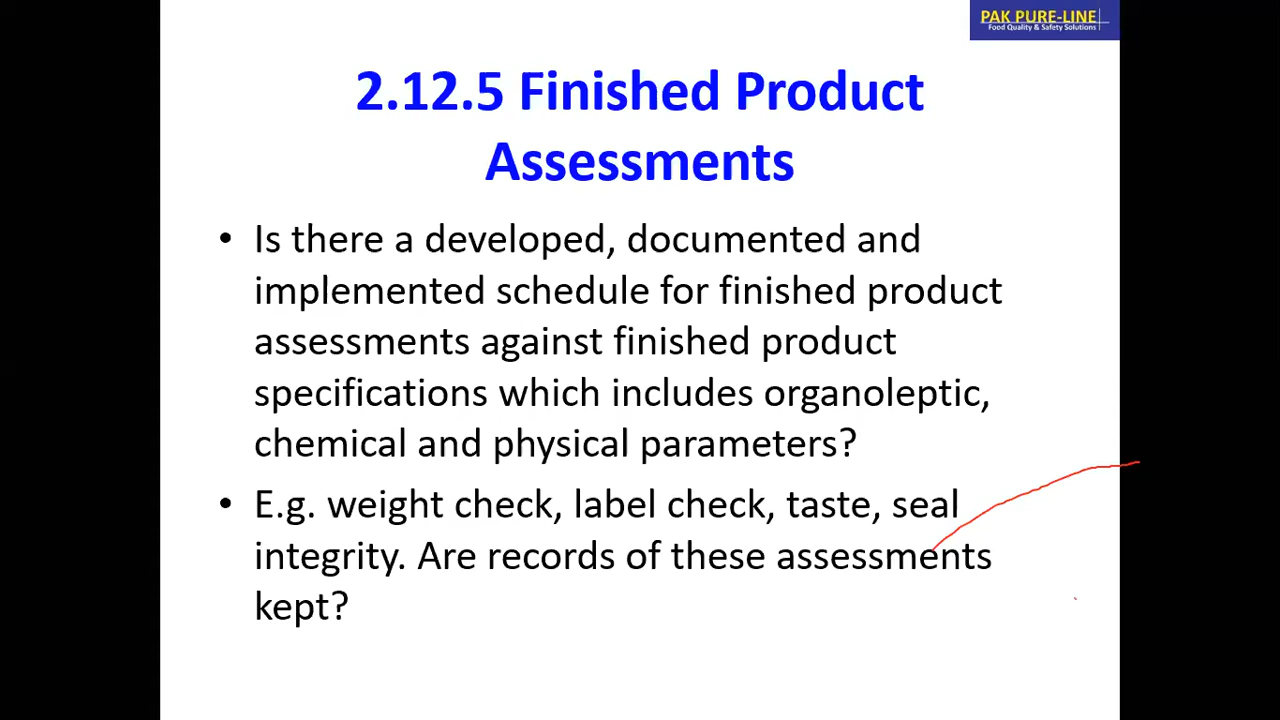 PAK PURE-LINE
Food Quality & Safety Solutions
2.12.5 Finished Product
Assessments
• Is there a developed, documented and
implemented schedule for finished product
assessments against finished product
specifications which includes organoleptic,
chemical and physical parameters?
• E.g. weight check, label check, taste, seal
integrity. Are records of these assessments
kept?